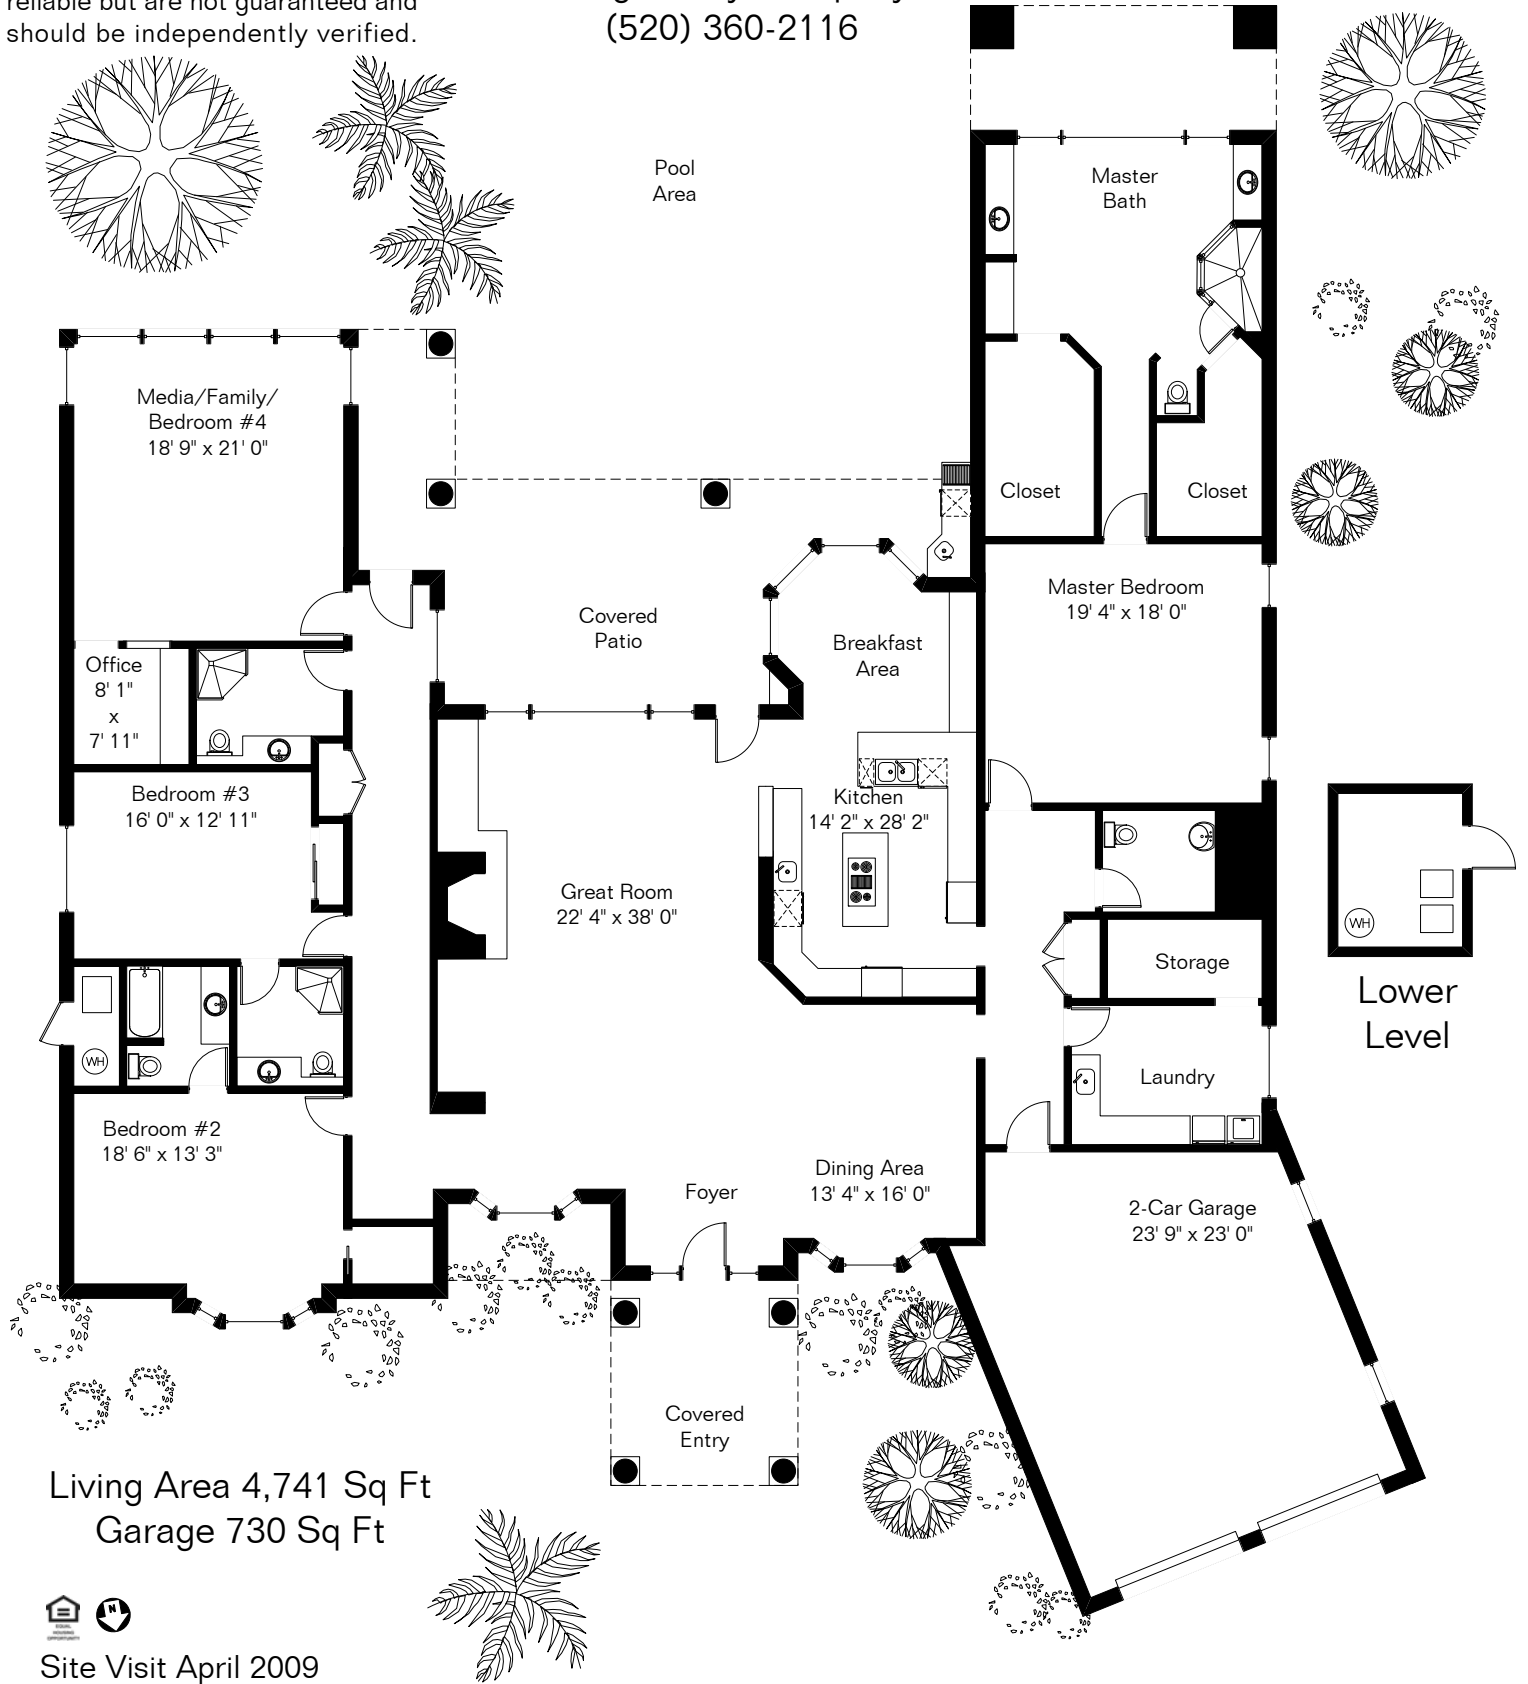 reliable but are not guaranteed and
should be independently verified.
(520) 360-2116
Pool
Area
Master
Bath
Media/Family/
Bedroom #4
18' 9" x 21' 0"
Closet
Closet
Master Bedroom
19' 4" x 18' 0"
Covered
Patio
Breakfast
Area
Office
8' 1"
x
7' 11"
Bedroom #3
16' 0" x 12' 11"
Kitchen
14' 2" x 28' 2"
Great Room
22' 4" x 38' 0"
WH
Storage
Lower
Level
WH
Laundry
Bedroom #2
18' 6" x 13' 3"
Dining Area
13' 4" x 16' 0"
Foyer
2-Car Garage
23' 9" x 23' 0"
Covered
Entry
Living Area 4,741 Sq Ft
Garage 730 Sq Ft
N
EQUAL
HOUSING
OPPORTUNITY
Site Visit April 2009